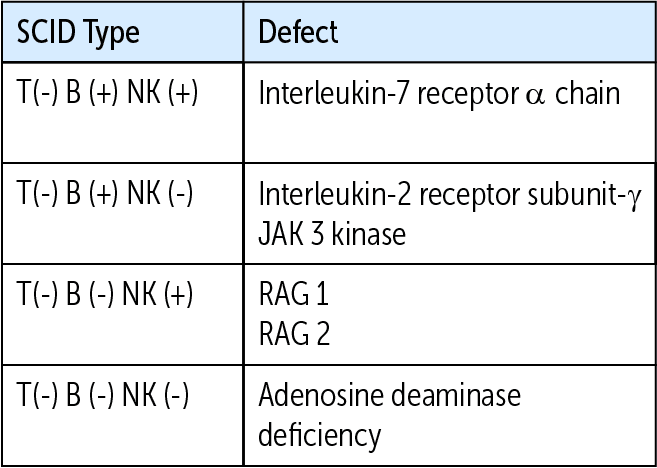 SCID Type Defect
T(-) B (+) NK (+) Interleukin-7 receptor α chain
T(-) B (+) NK (-) Interleukin-2 receptor subunit-γ
JAK 3 kinase
T(-) B (-) NK (+) RAG 1
RAG 2
T(-) B (-) NK (-) Adenosine deaminase
deficiency